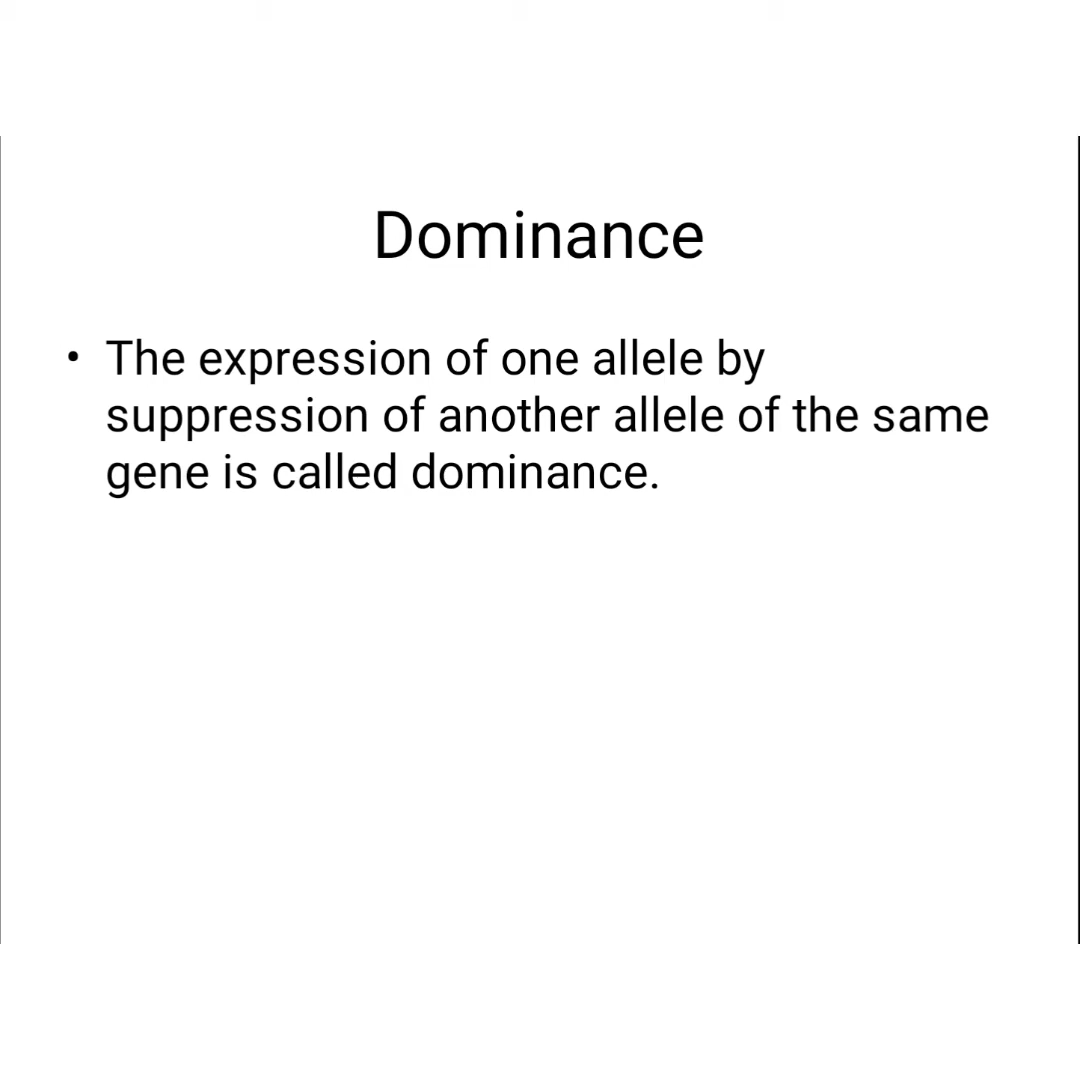 Dominance
• The expression of one allele by
suppression of another allele of the same
gene is called dominance.